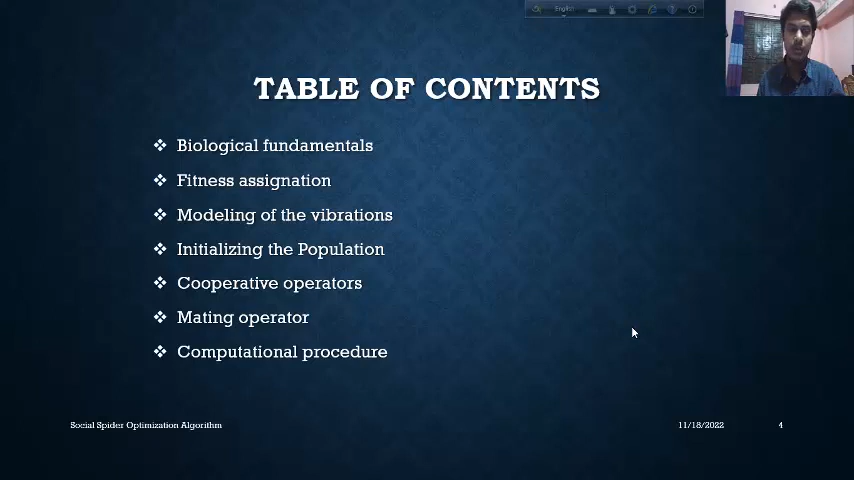 English
TABLE OF CONTENTS
❖ Biological fundamentals
❖ Fitness assignation
❖ Modeling of the vibrations
❖ Initializing the Population
❖ Cooperative operators
❖ Mating operator
❖ Computational procedure
Social Spider Optimization Algorithm
11/18/2022
4